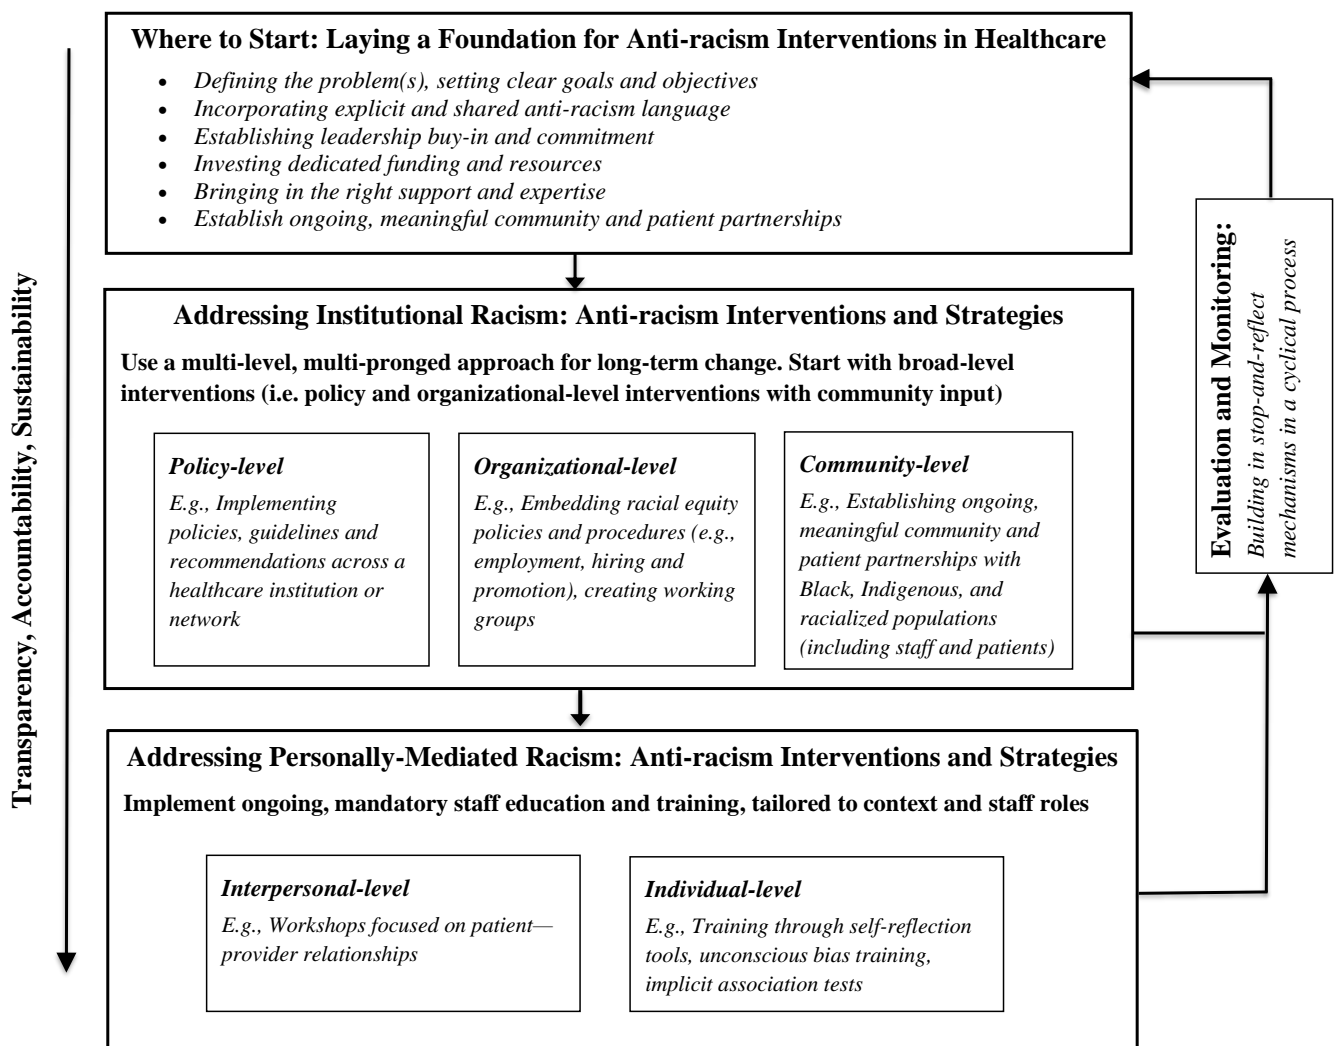 Where to Start: Laying a Foundation for Anti-racism Interventions in Healthcare
• Defining the problem(s), setting clear goals and objectives
• Incorporating explicit and shared anti-racism language
• Establishing leadership buy-in and commitment
• Investing dedicated funding and resources
• Bringing in the right support and expertise
• Establish ongoing, meaningful community and patient partnerships
Transparency, Accountability, Sustainability
Addressing Institutional Racism: Anti-racism Interventions and Strategies
Use a multi-level, multi-pronged approach for long-term change. Start with broad-level
interventions (i.e. policy and organizational-level interventions with community input)
Policy-level
E.g., Implementing
policies, guidelines and
recommendations across a
healthcare institution or
network
Organizational-level
E.g., Embedding racial equity
policies and procedures (e.g.,
employment, hiring and
promotion), creating working
groups
Community-level
E.g., Establishing ongoing,
meaningful community and
patient partnerships with
Black, Indigenous, and
racialized populations
(including staff and patients)
Evaluation and Monitoring:
Building in stop-and-reflect
mechanisms in a cyclical process
Addressing Personally-Mediated Racism: Anti-racism Interventions and Strategies
Implement ongoing, mandatory staff education and training, tailored to context and staff roles
Interpersonal-level
E.g., Workshops focused on patient—
provider relationships
Individual-level
E.g., Training through self-reflection
tools, unconscious bias training,
implicit association tests